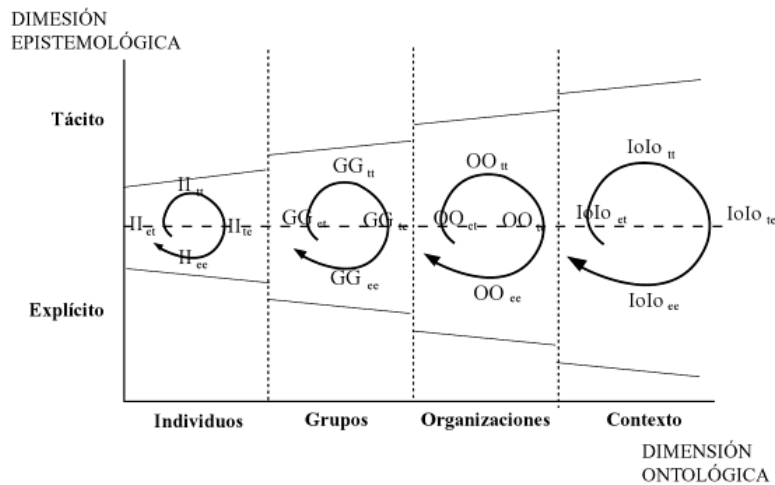 DIMESIÓN
EPISTEMOLÓGICA
Tácito
II tt
GG tt
OO tt
IoIo tt
II et
II te
GG et
GG te
OO et
OO te
IoIo et
IoIo te
II ee
GG ee
OO ee
IoIo ee
Explícito
Individuos
Grupos
Organizaciones
Contexto
DIMENSIÓN
ONTOLÓGICA